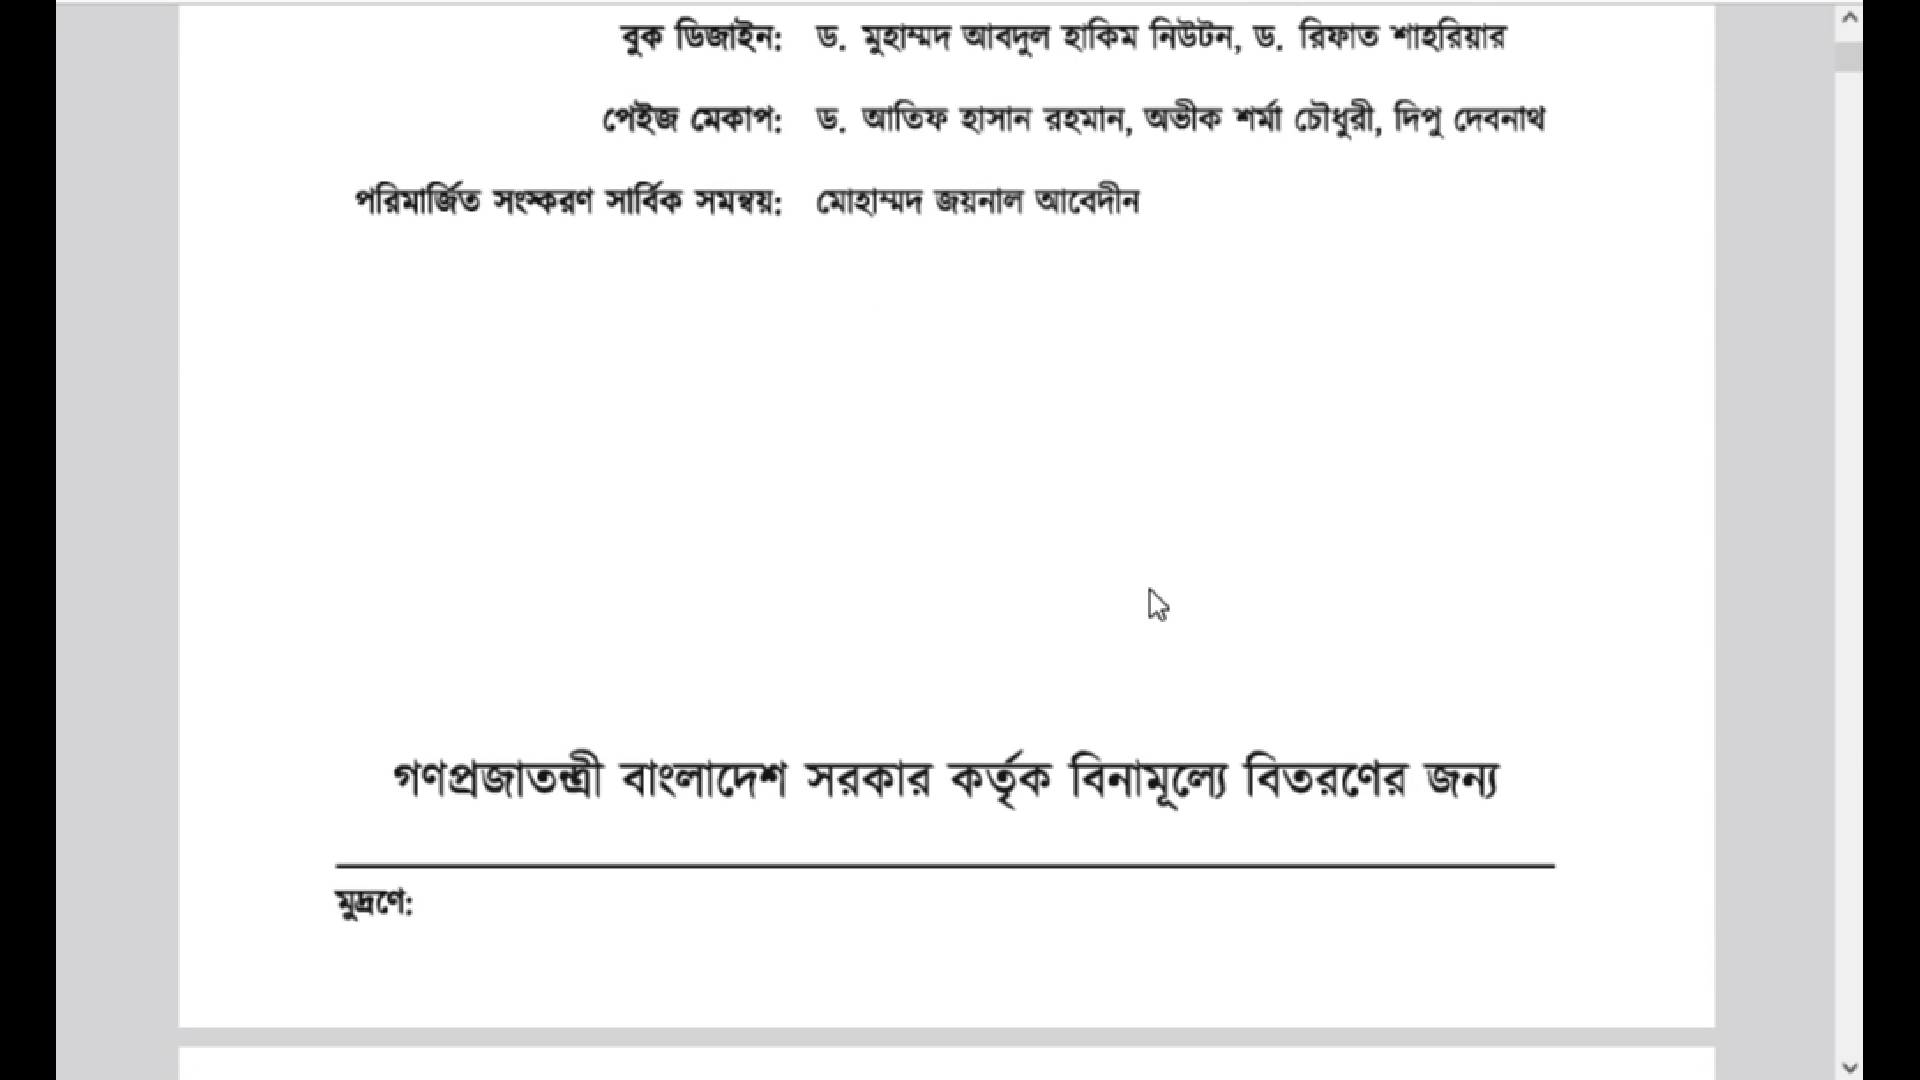 বুক ডিজাইন: ড. মুহাম্মদ আবদুল হাকিম নিউটন, ড. রিফাত শাহরিয়ার
পেইজ মেকাপ: ড. আতিফ হাসান রহমান, অভীক শর্মা চৌধুরী, দিপু দেবনাথ
পরিমার্জিত সংস্করণ সার্বিক সমন্বয়: মোহাম্মদ জয়নাল আবেদীন
গণপ্রজাতন্ত্রী বাংলাদেশ সরকার কর্তৃক বিনামূল্যে বিতরণের জন্য
মুদ্রণে: